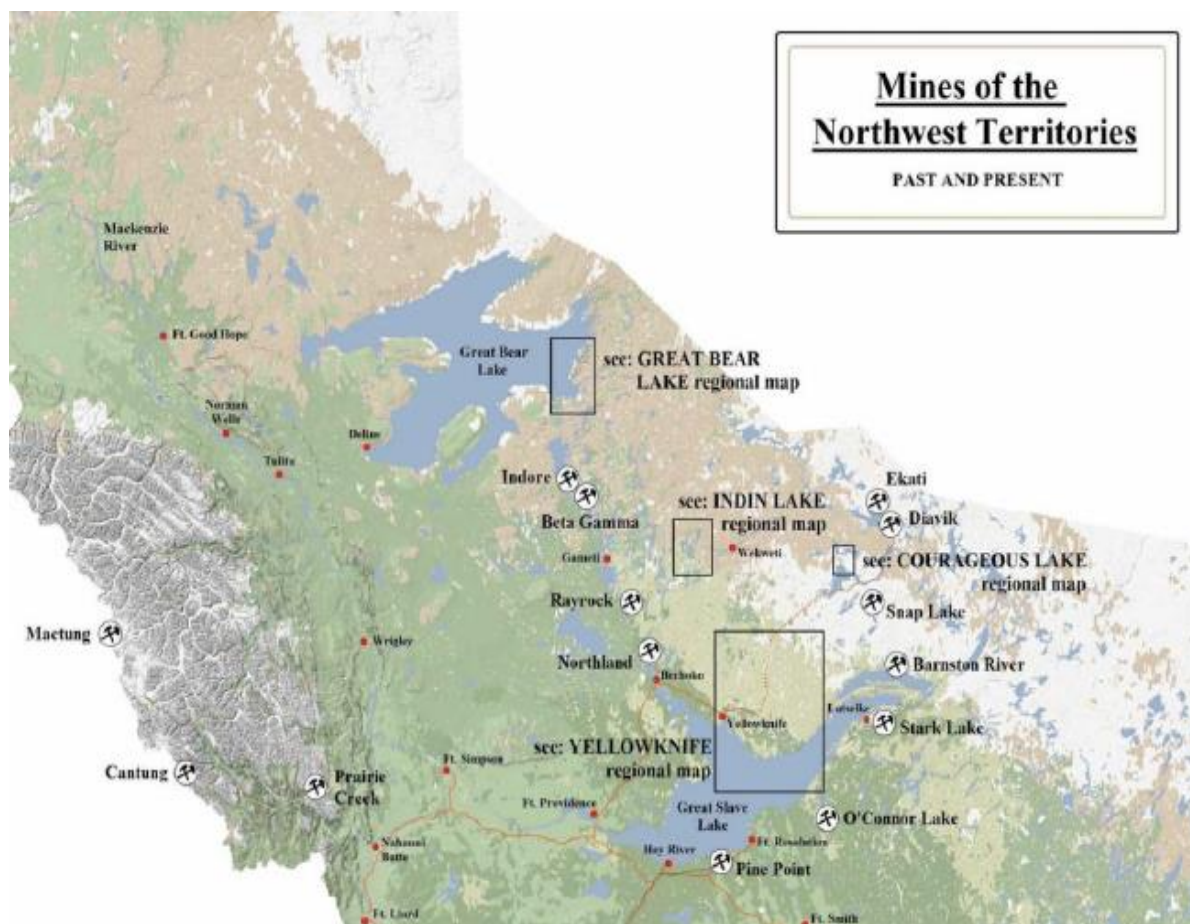 Mines of the
Northwest Territories
PAST AND PRESENT
Mackenzie
River
Ft. Good Hope
Great Bear
Lake
see: GREAT BEAR
LAKE regional map
Norman
Wells
Deline
Tulita
Indore
Beta Gamma
see: INDIN LAKE
regional map
Ekati
Diavik
Gameti
Wekweti
see: COURAGEOUS LAKE
regional map
Rayrock
Snap Lake
Mactung
Wrigley
Northland
Bechoko
Barnston River
Yellowknife
Lutselke
Stark Lake
see: YELLOWKNIFE
regional map
Cantung
Prairie
Creek
Ft. Simpson
Ft. Providence
Great Slave
Lake
O'Connor Lake
Nahanni
Butte
Hay River
Ft. Resolution
Pine Point
Ft. Liard
Ft. Smith